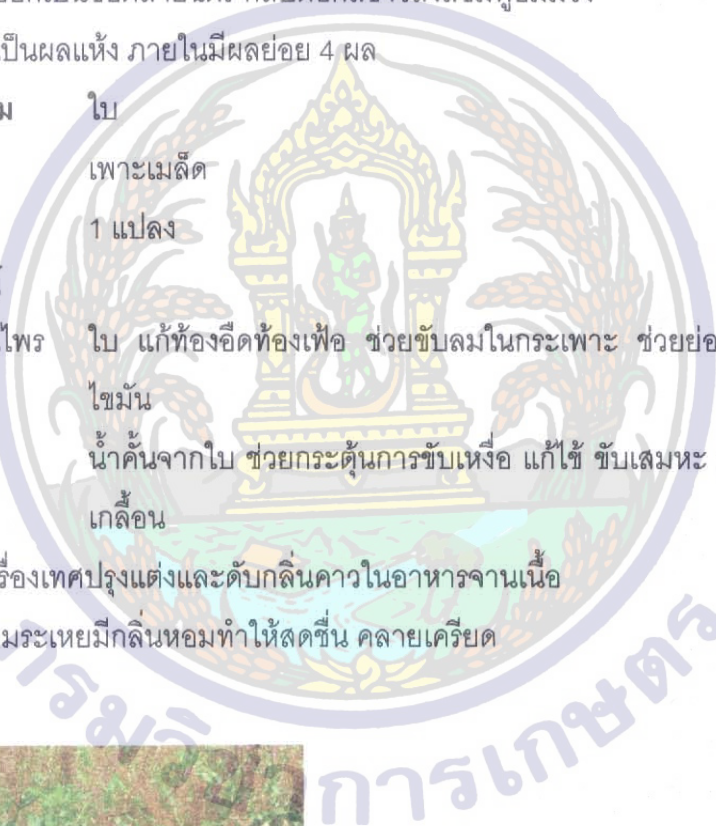 เป็นผลแห้ง ภายในมีผลย่อย 4 ผล
ใบ
เพาะเมล็ด
1 แปลง
ไพร ใบ แก้ท้องอืดท้องเฟ้อ ช่วยขับลมในกระเพาะ ช่วยย่อ
ไขมัน
น้ำคั้นจากใบ ช่วยกระตุ้นการขับเหงื่อ แก้ไข้ ขับเสมหะ
เกลื้อน
รื่องเทศปรุงแต่งและดับกลิ่นคาวในอาหารจานเนื้อ
มระเหยมีกลิ่นหอมทำให้สดชื่น คลายเครียด
กรมวิชาการเกษตร